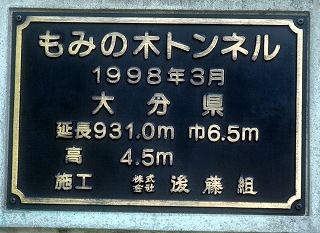 もみの木トンネル
1998年3月
大分県
延長931.0m 巾6.5m
高 4.5m
施工 株式会社 後藤組